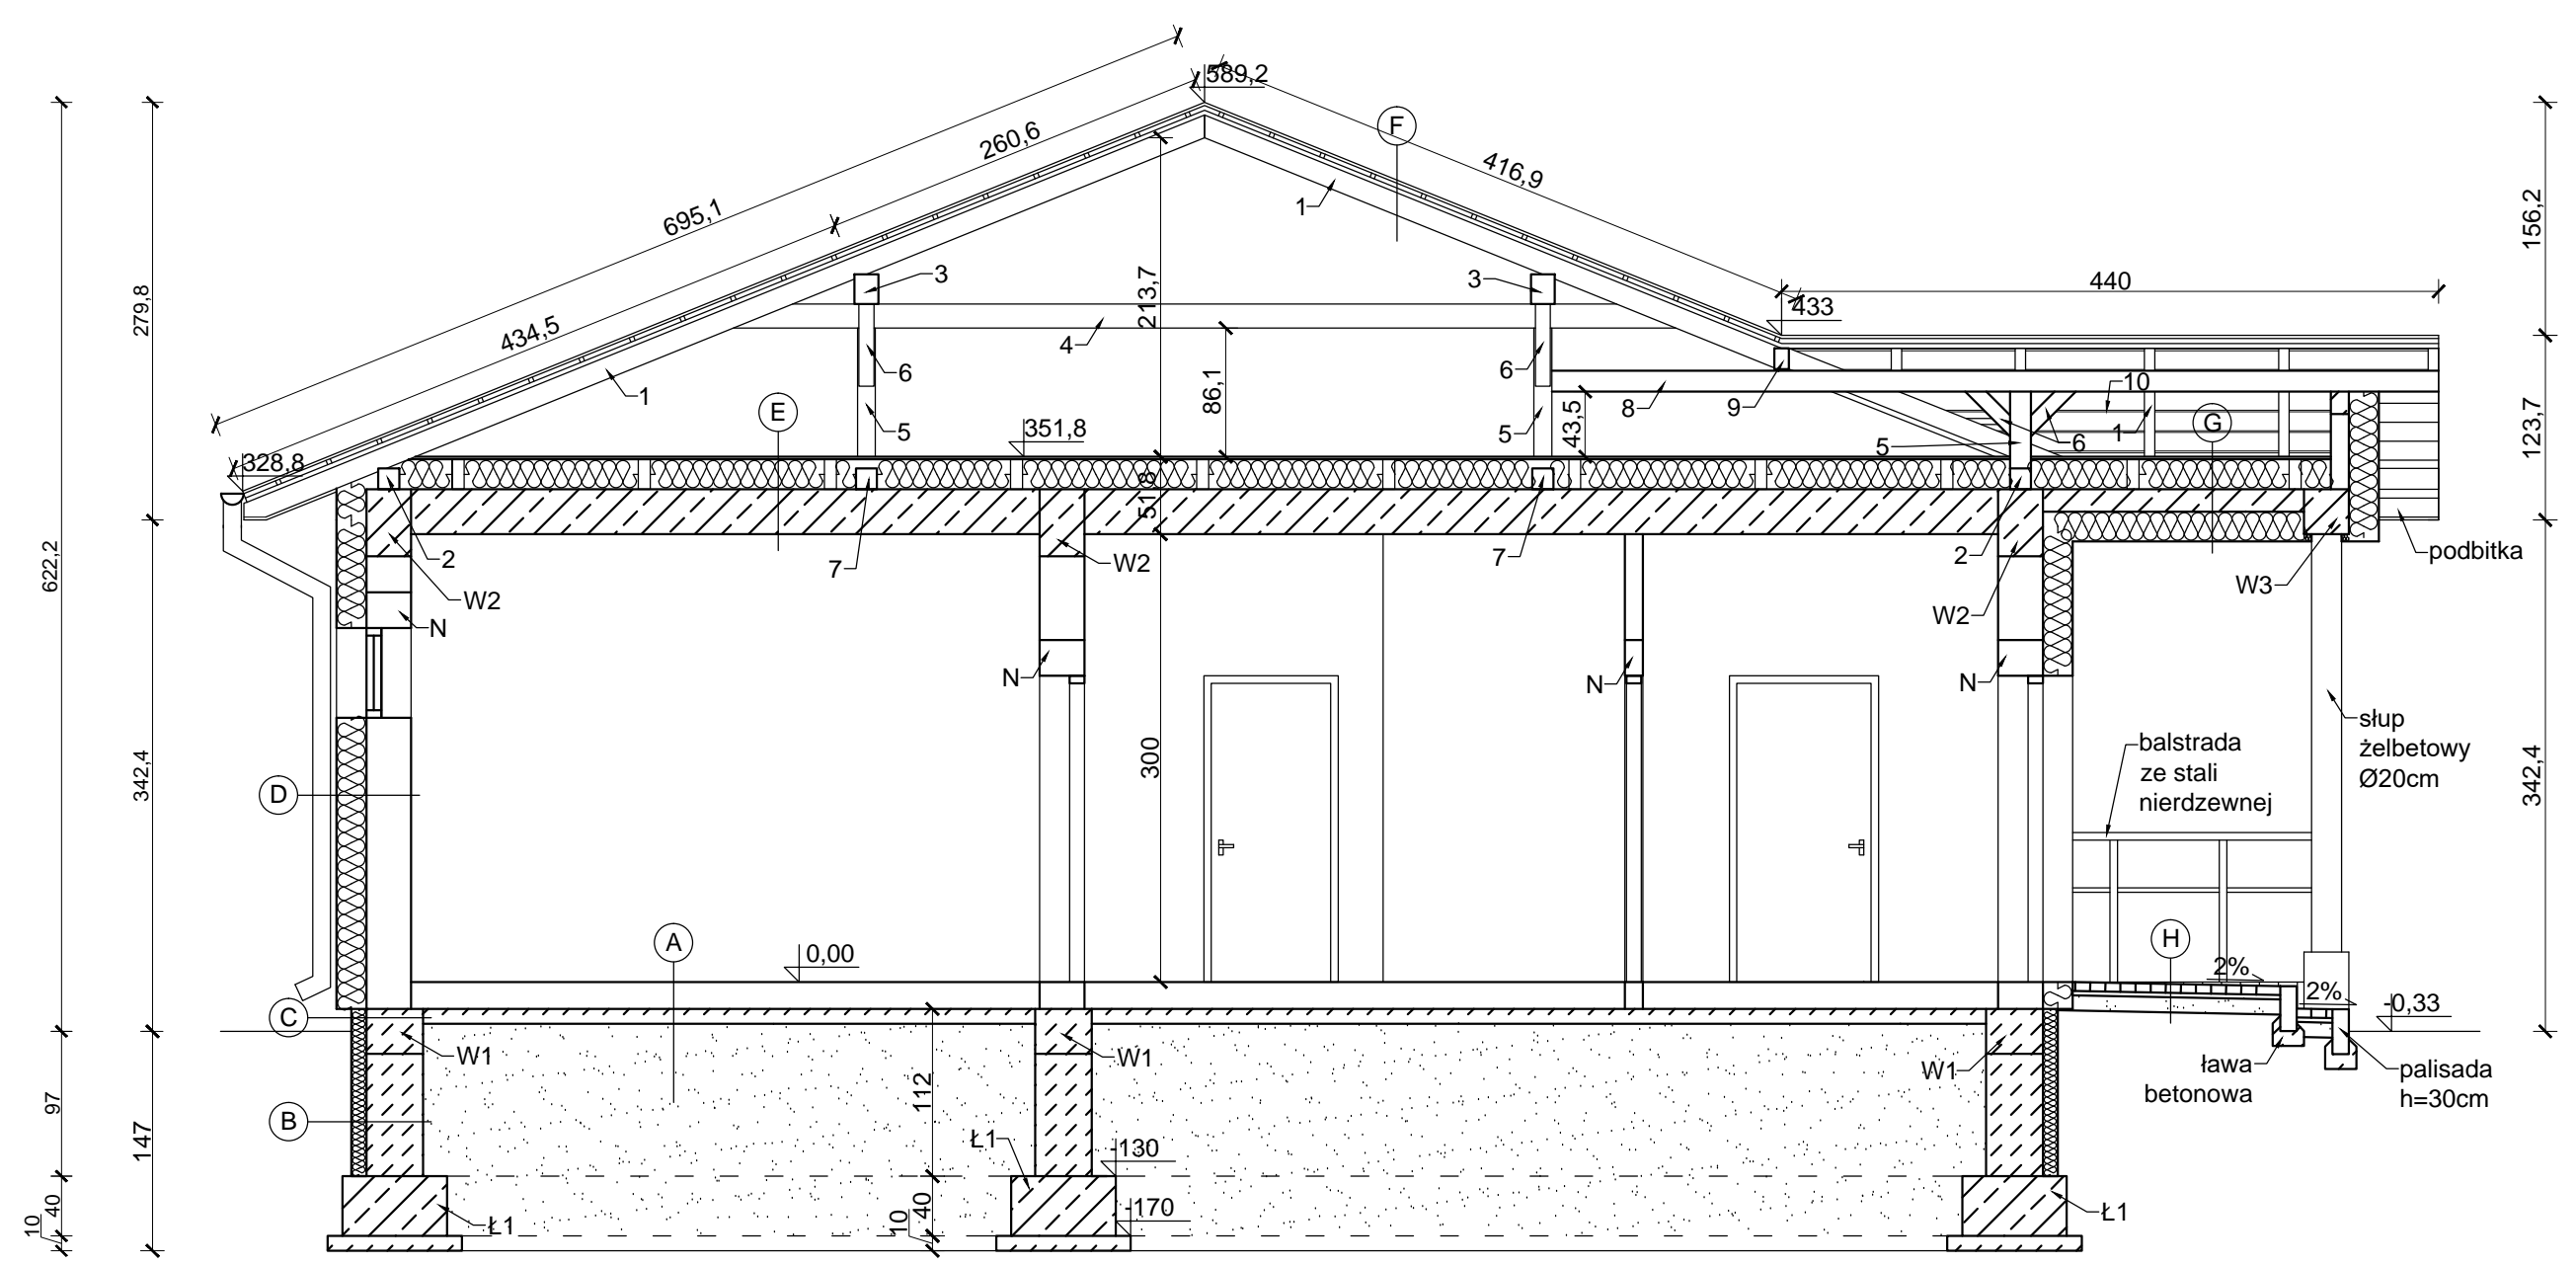 589,2
F
695,1
260,6
416,9
1
156,2
279,8
3
213,7
3
440
433
434,5
4
6
6
86,1
1
8
9
10
E
5
5
43,5
5
6
1
G
123,7
328,8
351,8
51,8
622,2
2
7
W2
7
2
podbitka
W2
N
W3
W2
N
N
N
300
słup
żelbetowy
Ø20cm
balstrada
ze stali
nierdzewnej
342,4
342,4
D
A
0,00
H
2%
2%
-0,33
C
W1
W1
W1
ława
betonowa
palisada
h=30cm
97
147
112
B
Ł1
-130
40
10
40
10
-170
Ł1
Ł1